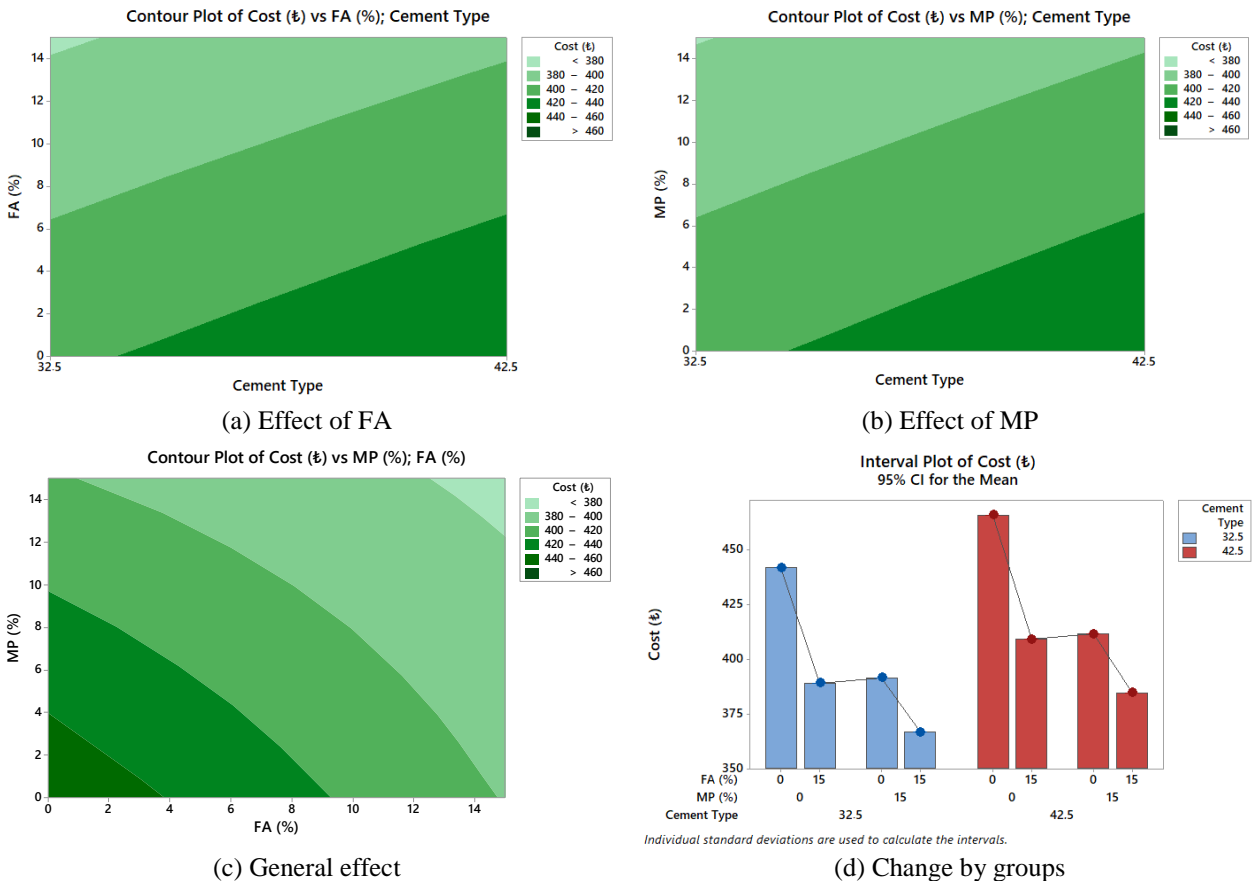 Contour Plot of Cost (₺) vs FA (%); Cement Type
14
12
10
8
6
4
2
0
FA (%)
32.5
42.5
Cement Type
Cost (₺)
< 380
380 – 400
400 – 420
420 – 440
440 – 460
> 460
(a) Effect of FA
Contour Plot of Cost (₺) vs MP (%); Cement Type
14
12
10
8
6
4
2
0
MP (%)
32.5
42.5
Cement Type
Cost (₺)
< 380
380 – 400
400 – 420
420 – 440
440 – 460
> 460
(b) Effect of MP
Contour Plot of Cost (₺) vs MP (%); FA (%)
14
12
10
8
6
4
2
0
MP (%)
0 2 4 6 8 10 12 14
FA (%)
Cost (₺)
< 380
380 – 400
400 – 420
420 – 440
440 – 460
> 460
(c) General effect
Interval Plot of Cost (₺)
95% CI for the Mean
450
425
400
375
350
Cost (₺)
FA (%) 0 15 0 15 0 15 0 15
MP (%) 0 15 0 15
Cement Type 32.5 42.5
Cement
Type
32.5
42.5
Individual standard deviations are used to calculate the intervals.
(d) Change by groups